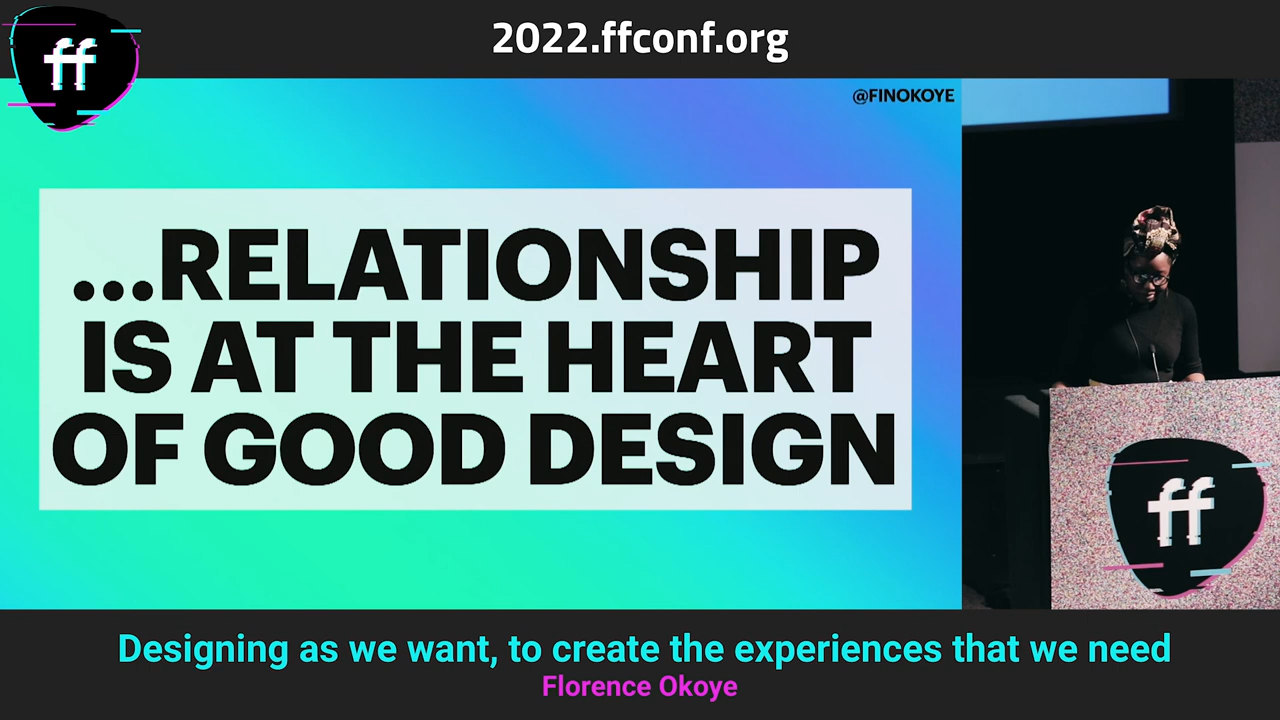 2022.ffconf.org
ff
@FINOKOYE
...RELATIONSHIP
IS AT THE HEART
OF GOOD DESIGN
ff
Designing as we want, to create the experiences that we need
Florence Okoye